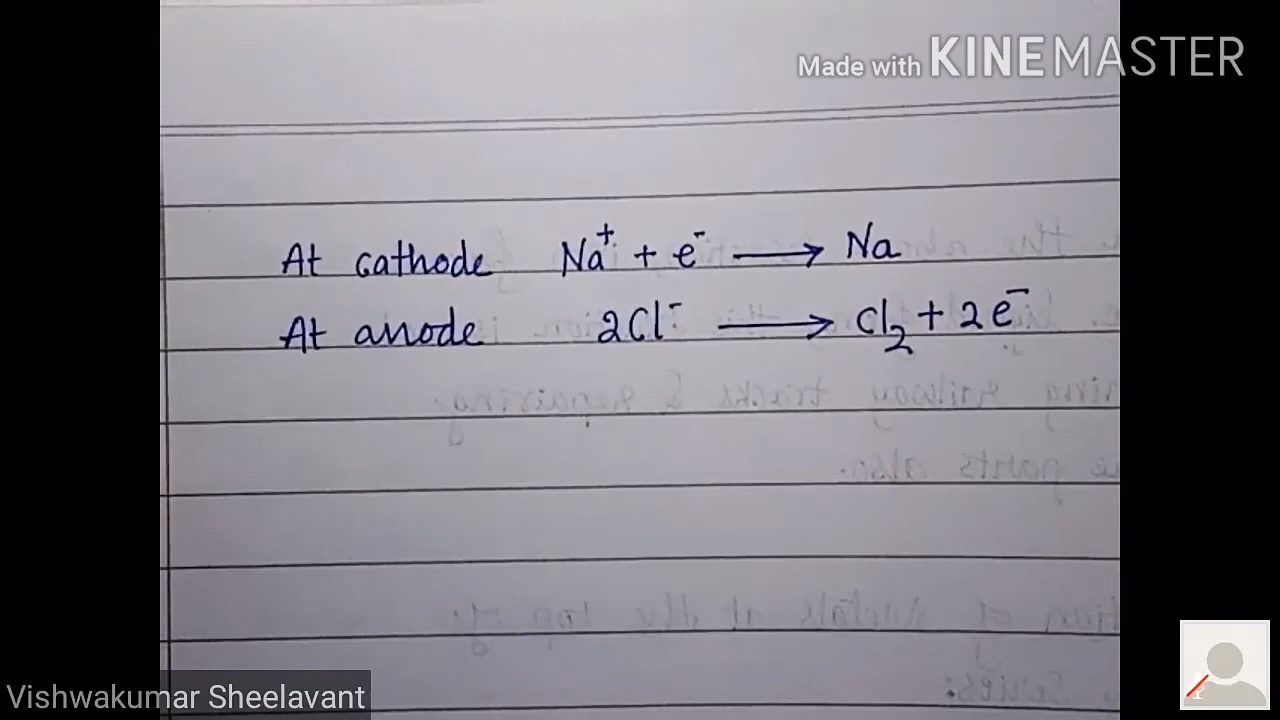 Made with KINEMASTER
At cathode Na⁺ + e⁻ ⟶ Na
At anode 2Cl⁻ ⟶ Cl₂ + 2e⁻
Vishwakumar Sheelavant